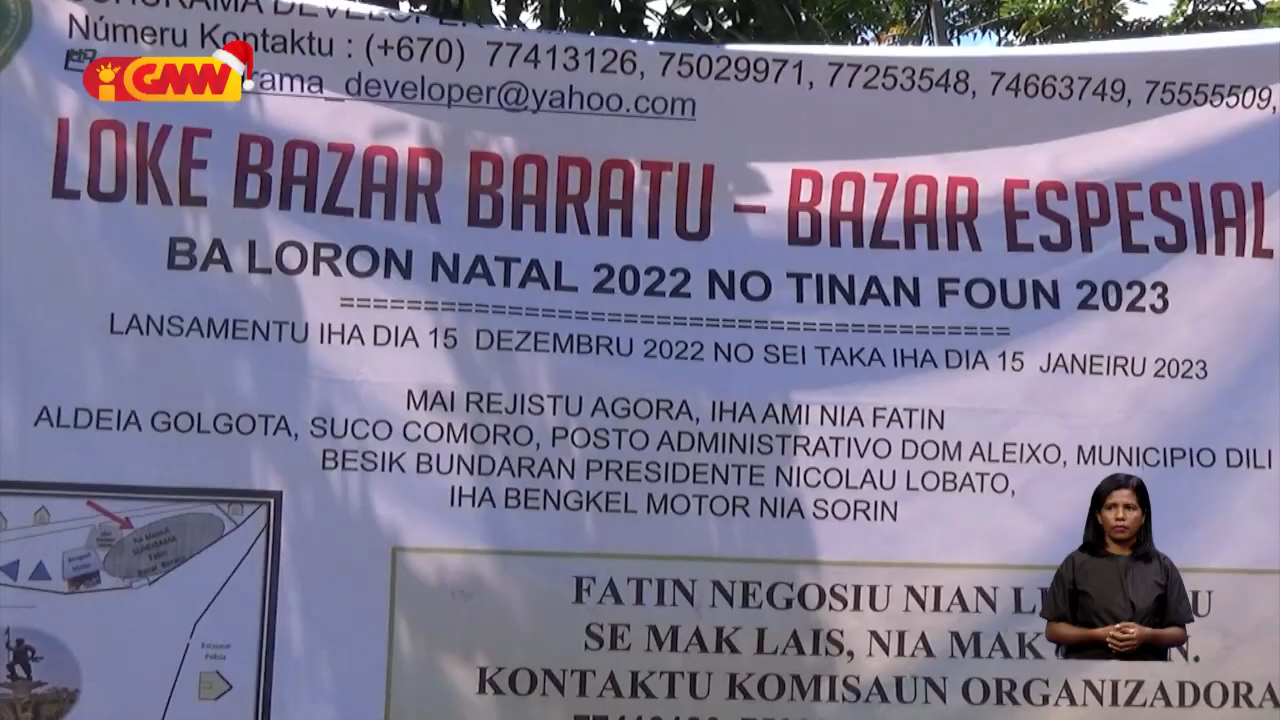 DEVELOPER
Númeru Kontaktu : (+670) 77413126, 75029971, 77253548, 74663749, 75555509,
GMN
rama_developer@yahoo.com
LOKE BAZAR BARATU – BAZAR ESPESIAL
BA LORON NATAL 2022 NO TINAN FOUN 2023
=======================================
LANSAMENTU IHA DIA 15 DEZEMBRU 2022 NO SEI TAKA IHA DIA 15 JANEIRU 2023
MAI REJISTU AGORA, IHA AMI NIA FATIN
ALDEIA GOLGOTA, SUCO COMORO, POSTO ADMINISTRATIVO DOM ALEIXO, MUNICIPIO DILI
BESIK BUNDARAN PRESIDENTE NICOLAU LOBATO,
IHA BENGKEL MOTOR NIA SORIN
FATIN NEGOSIU NIAN
SE MAK LAIS, NIA MAK
KONTAKTU KOMISAUN ORGANIZADORA